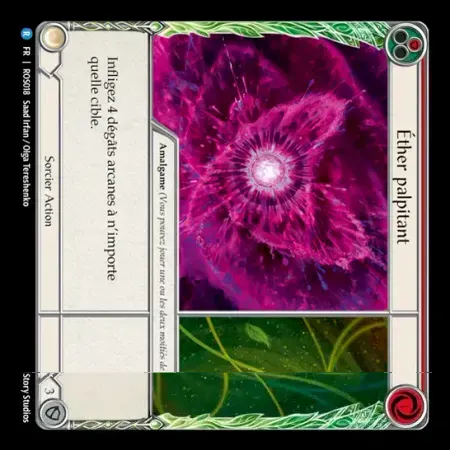 Éther palpitant
Amalgame (Vous pouvez jouer une ou les deux moitiés de
Infligez 4 dégâts arcanes à n'importe
quelle cible.
Sorcier Action
3
R FR | ROS018 Saad Irfan / Olga Tereshenko
Story Studios